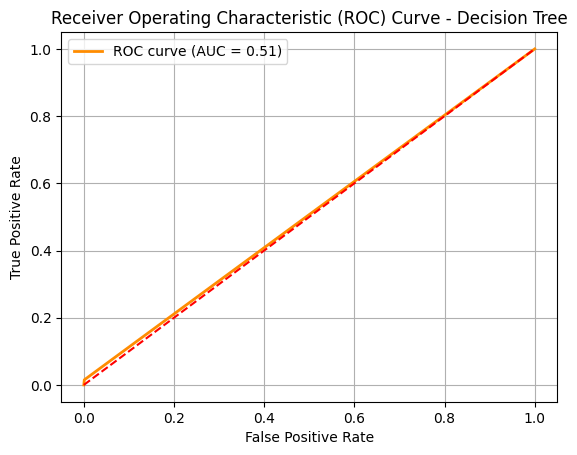 Receiver Operating Characteristic (ROC) Curve - Decision Tree
ROC curve (AUC = 0.51)
True Positive Rate
1.0
0.8
0.6
0.4
0.2
0.0
0.0 0.2 0.4 0.6 0.8 1.0
False Positive Rate